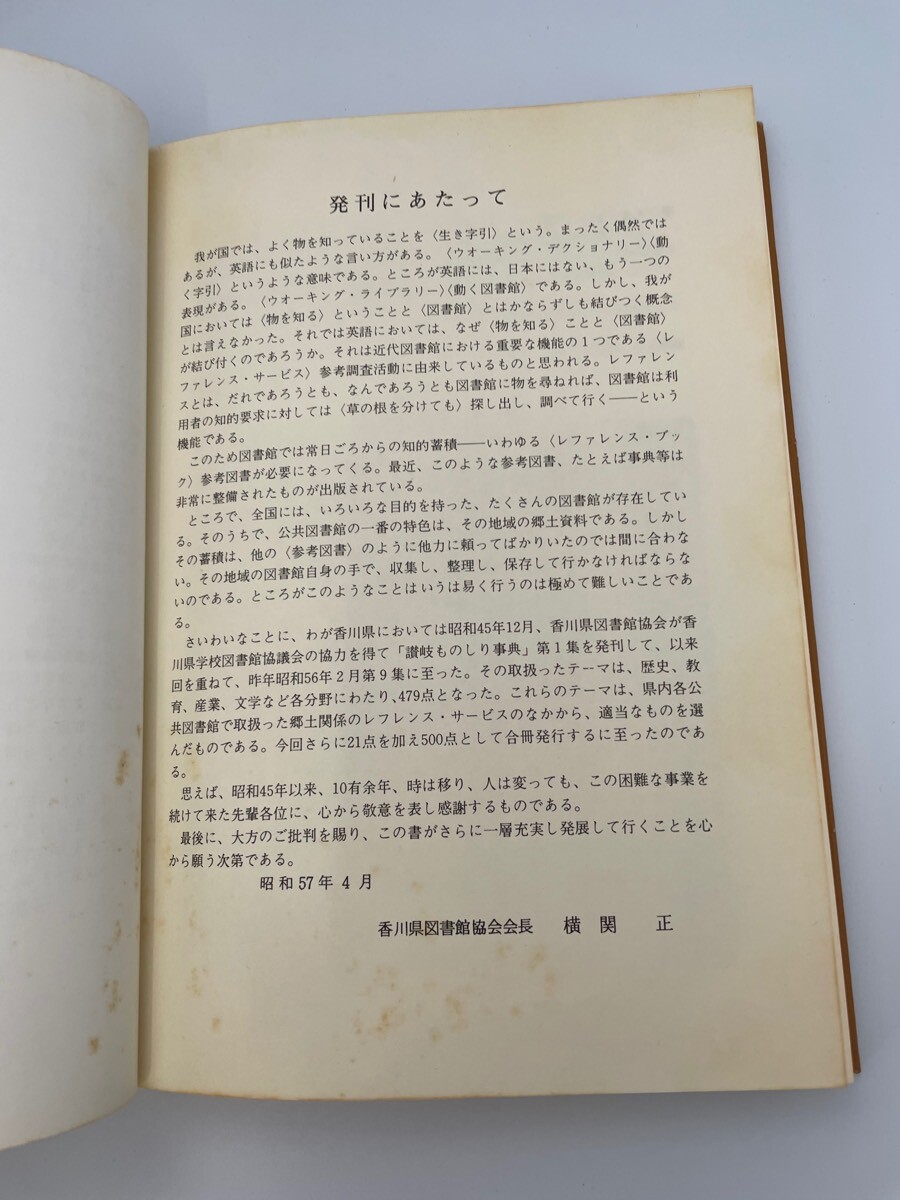 発刊にあたって
我が国では、よく物を知っていることを〈生き字引〉という。まったく偶然では
あるが、英語にも似たような言い方がある。〈ウオーキング・デクショナリー〉〈動
く字引〉というような意味である。ところが英語には、日本にはない、もう一つの
表現がある。〈ウオーキング・ライブラリー〉〈動く図書館〉である。しかし、我が
国においては〈物を知る〉ということと〈図書館〉とはかならずしも結びつく概念
とは言えなかった。それでは英語においては、なぜ〈物を知る〉ことと〈図書館〉
が結び付くのであろうか。それは近代図書館における重要な機能の1つである〈レ
ファレンス・サービス〉参考調査活動に由来しているものと思われる。レファレン
スとは、だれであろうとも、なんであろうとも図書館に物を尋ねれば、図書館は利
用者の知的要求に対しては〈草の根を分けても〉探し出し、調べて行く――という
機能である。
このため図書館では常日ごろからの知的蓄積――いわゆる〈レファレンス・ブッ
ク〉参考図書が必要になってくる。最近、このような参考図書、たとえば事典等は
非常に整備されたものが出版されている。
ところで、全国には、いろいろな目的を持った、たくさんの図書館が存在してい
る。そのうちで、公共図書館の一番の特色は、その地域の郷土資料である。しかし
その蓄積は、他の〈参考図書〉のように他力に頼ってばかりいたのでは間に合わな
い。その地域の図書館自身の手で、収集し、整理し、保存して行かなければならな
いのである。ところがこのようなことはいうは易く行うのは極めて難しいことであ
る。
さいわいなことに、わが香川県においては昭和45年12月、香川県図書館協会が香
川県学校図書館協議会の協力を得て「讃岐ものしり事典」第1集を発刊して、以来
回を重ねて、昨年昭和56年2月第9集に至った。その取扱ったテーマは、歴史、教
育、産業、文学など各分野にわたり、479点となった。これらのテーマは、県内各公
共図書館で取扱った郷土関係のレフレンス・サービスのなかから、適当なものを選
んだものである。今回さらに21点を加え500点として合冊発行するに至ったのであ
る。
思えば、昭和45年以来、10有余年、時は移り、人は変っても、この困難な事業を
続けて来た先輩各位に、心から敬意を表し感謝するものである。
最後に、大方のご批判を賜り、この書がさらに一層充実し発展して行くことを心
から願う次第である。
昭和57年4月
香川県図書館協会会長 横関 正